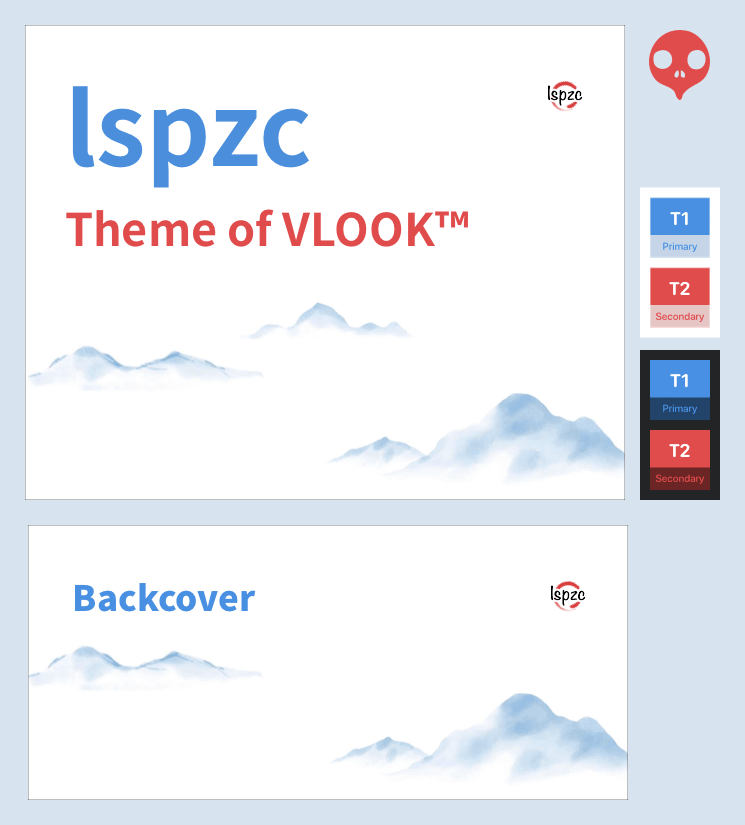 lspzc
lspzc
Theme of VLOOK™
T1
Primary
T2
Secondary
T1
Primary
T2
Secondary
Backcover
lspzc